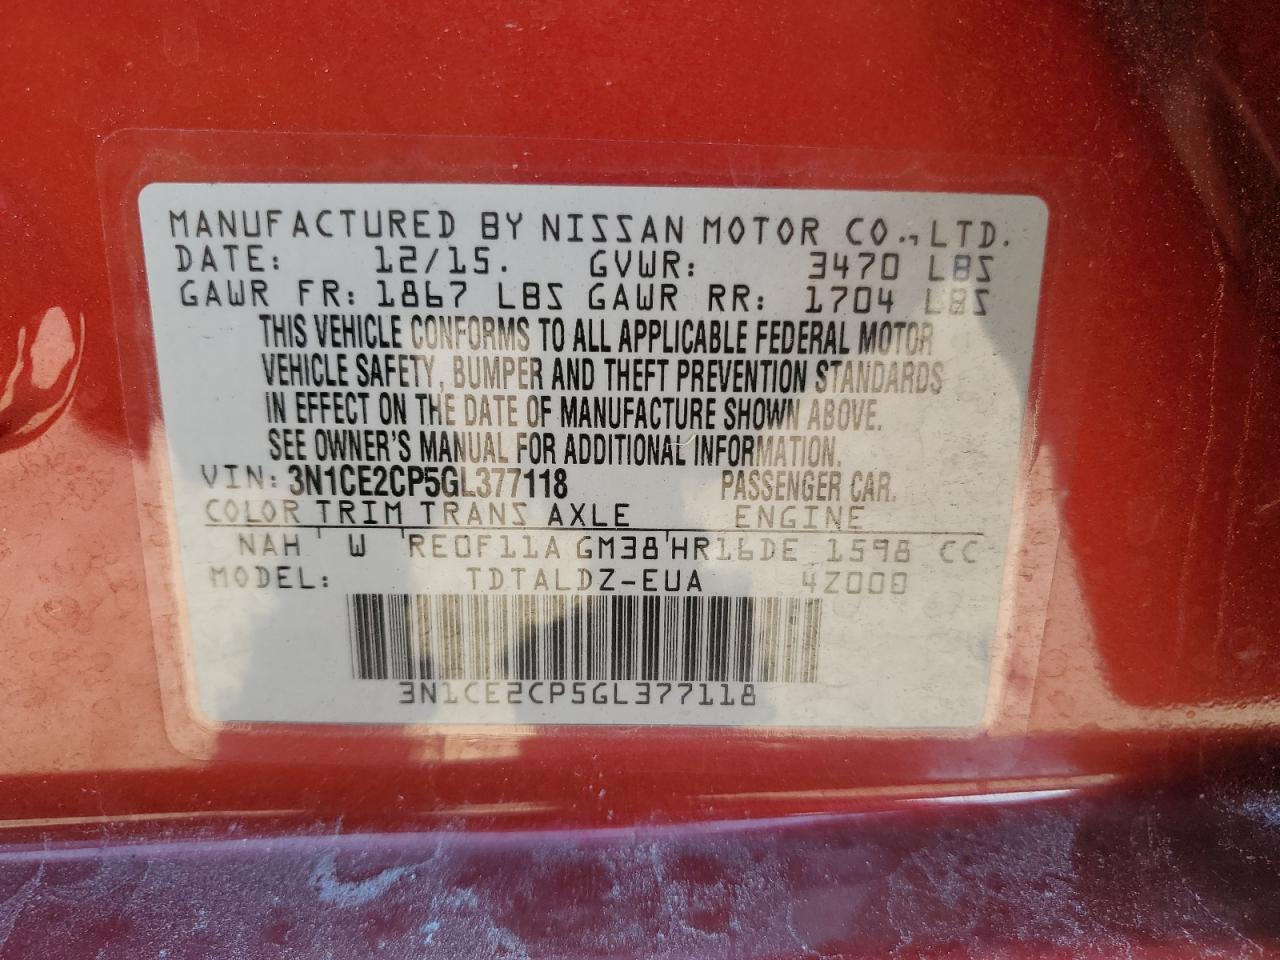 MANUFACTURED BY NISSAN MOTOR CO., LTD.
DATE: 12/15. GVWR: 3470 LBS
GAWR FR: 1867 LBS GAWR RR: 1704 LBS
THIS VEHICLE CONFORMS TO ALL APPLICABLE FEDERAL MOTOR
VEHICLE SAFETY, BUMPER AND THEFT PREVENTION STANDARDS
IN EFFECT ON THE DATE OF MANUFACTURE SHOWN ABOVE.
SEE OWNER'S MANUAL FOR ADDITIONAL INFORMATION.
VIN: 3N1CE2CP5GL377118 PASSENGER CAR.
COLOR TRIM TRANS AXLE ENGINE
NAH W RE0F11A GM38 HR16DE 1598 CC
MODEL: TDTALDZ-EUA 4Z000
3N1CE2CP5GL377118